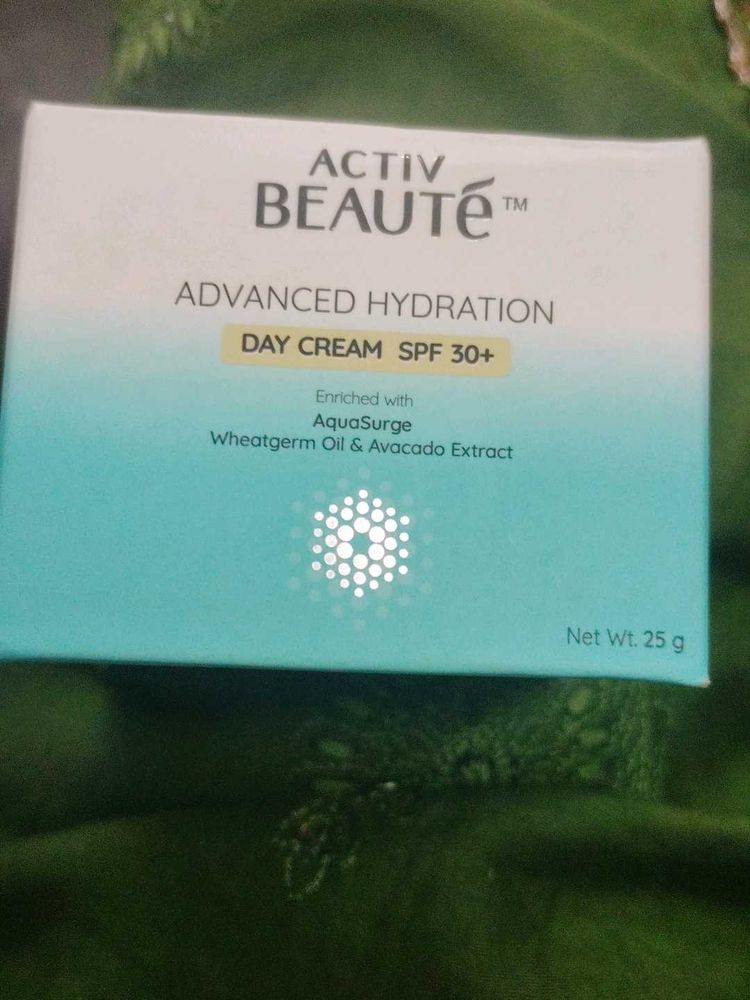 ACTIV
BEAUTé™
ADVANCED HYDRATION
DAY CREAM SPF 30+
Enriched with
AquaSurge
Wheatgerm Oil & Avacado Extract
Net Wt. 25 g